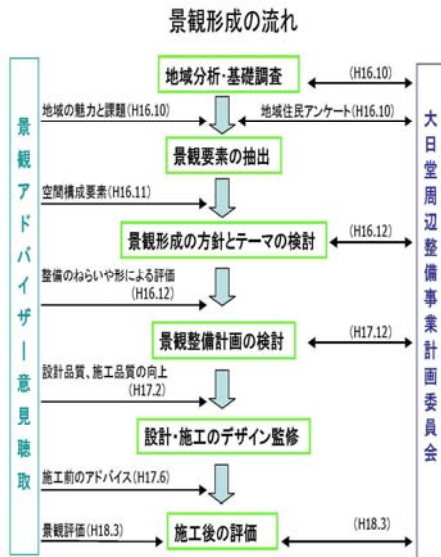 景観形成の流れ
地域分析・基礎調査
(H16.10)
地域の魅力と課題(H16.10)
地域住民アンケート(H16.10)
景観要素の抽出
空間構成要素(H16.11)
景観形成の方針とテーマの検討
(H16.12)
整備のねらいや形による評価
(H16.12)
景観整備計画の検討
(H17.12)
設計品質、施工品質の向上
(H17.2)
設計・施工のデザイン監修
施工前のアドバイス(H17.6)
景観評価(H18.3)
施工後の評価
(H18.3)
景観アドバイザー意見聴取
大日堂周辺整備事業計画委員会